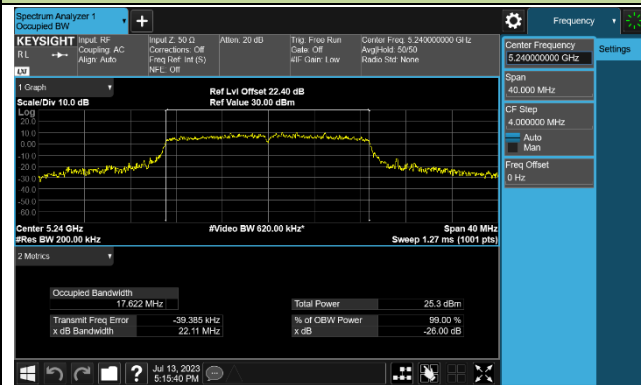 Spectrum Analyzer 1
Occupied BW
+
Frequency
KEYSIGHT
RL
LXI
Input: RF
Coupling: AC
Align: Auto
Input Z: 50 Ω
Corrections: Off
Freq Ref: Int (S)
NFE: Off
Atten: 20 dB
Trig: Free Run
Gate: Off
#IF Gain: Low
Center Freq: 5.240000000 GHz
Avg|Hold: 50/50
Radio Std: None
Center Frequency
5.240000000 GHz
Settings
Span
40.000 MHz
CF Step
4.000000 MHz
Auto
Man
Freq Offset
0 Hz
1 Graph
Scale/Div 10.0 dB
Ref Lvl Offset 22.40 dB
Ref Value 30.00 dBm
Log
20.0
10.0
0.00
-10.0
-20.0
-30.0
-40.0
-50.0
-60.0
Center 5.24 GHz
#Res BW 200.00 kHz
#Video BW 620.00 kHz*
Span 40 MHz
Sweep 1.27 ms (1001 pts)
2 Metrics
Occupied Bandwidth
17.622 MHz
Total Power 25.3 dBm
Transmit Freq Error -39.385 kHz
% of OBW Power 99.00 %
x dB Bandwidth 22.11 MHz
x dB -26.00 dB
?
Jul 13, 2023
5:15:40 PM